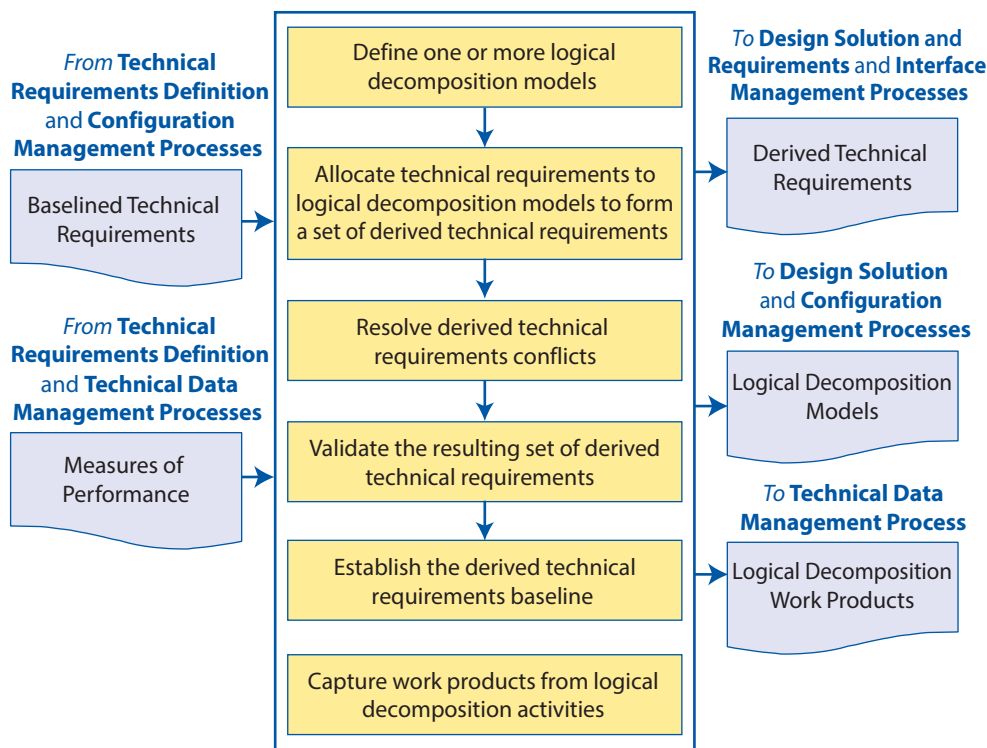 From Technical
Requirements Definition
and Configuration
Management Processes
Baselined Technical
Requirements
From Technical
Requirements Definition
and Technical Data
Management Processes
Measures of
Performance
Define one or more logical
decomposition models
Allocate technical requirements to
logical decomposition models to form
a set of derived technical requirements
Resolve derived technical
requirements conflicts
Validate the resulting set of derived
technical requirements
Establish the derived technical
requirements baseline
Capture work products from logical
decomposition activities
To Design Solution and
Requirements and Interface
Management Processes
Derived Technical
Requirements
To Design Solution
and Configuration
Management Processes
Logical Decomposition
Models
To Technical Data
Management Process
Logical Decomposition
Work Products